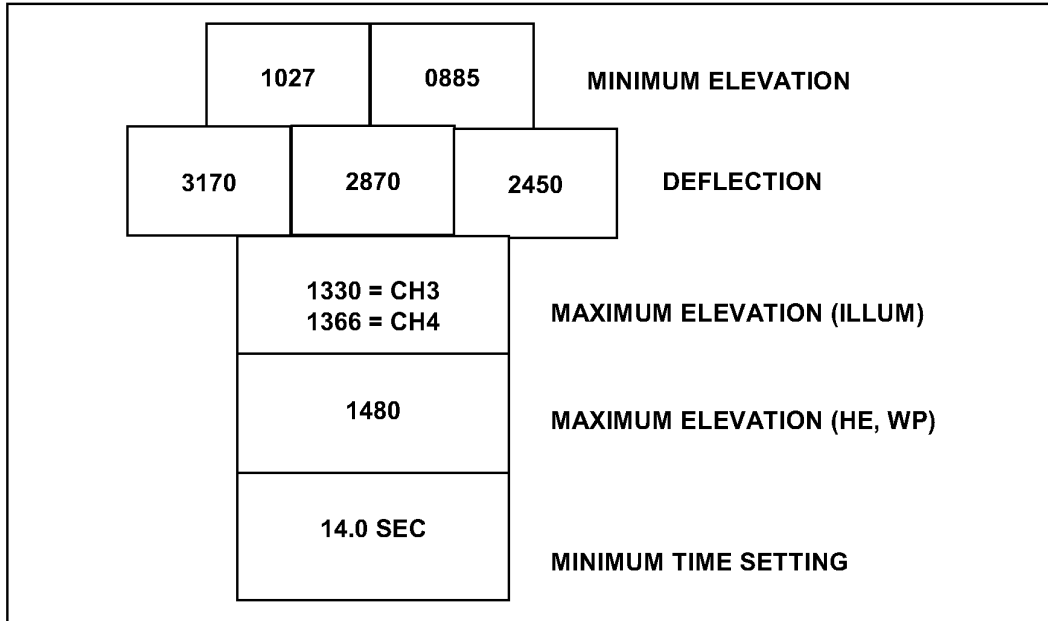 1027 0885 MINIMUM ELEVATION
3170 2870 2450 DEFLECTION
1330 = CH3
1366 = CH4
MAXIMUM ELEVATION (ILLUM)
1480
MAXIMUM ELEVATION (HE, WP)
14.0 SEC
MINIMUM TIME SETTING